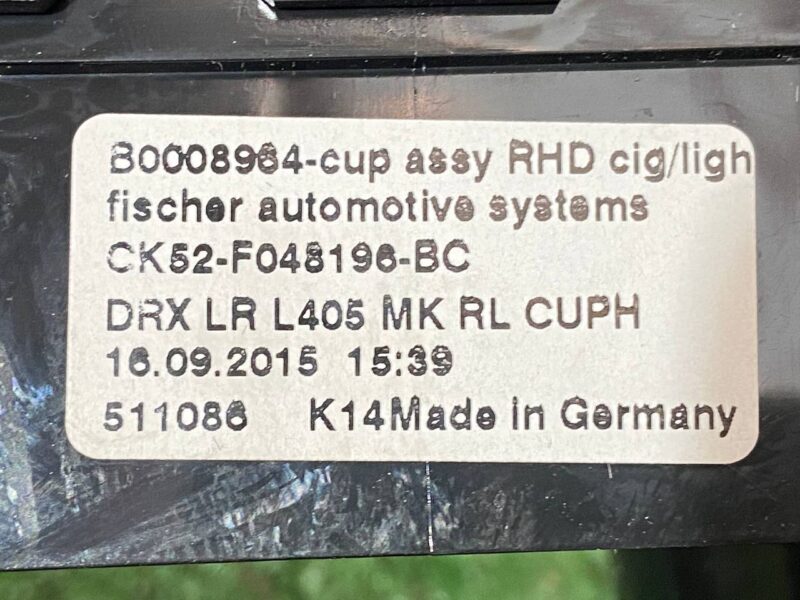 B0008964-cup assy RHD cig/ligh
fischer automotive systems
CK52-F048196-BC
DRX LR L405 MK RL CUPH
16.09.2015 15:39
511086 K14Made in Germany